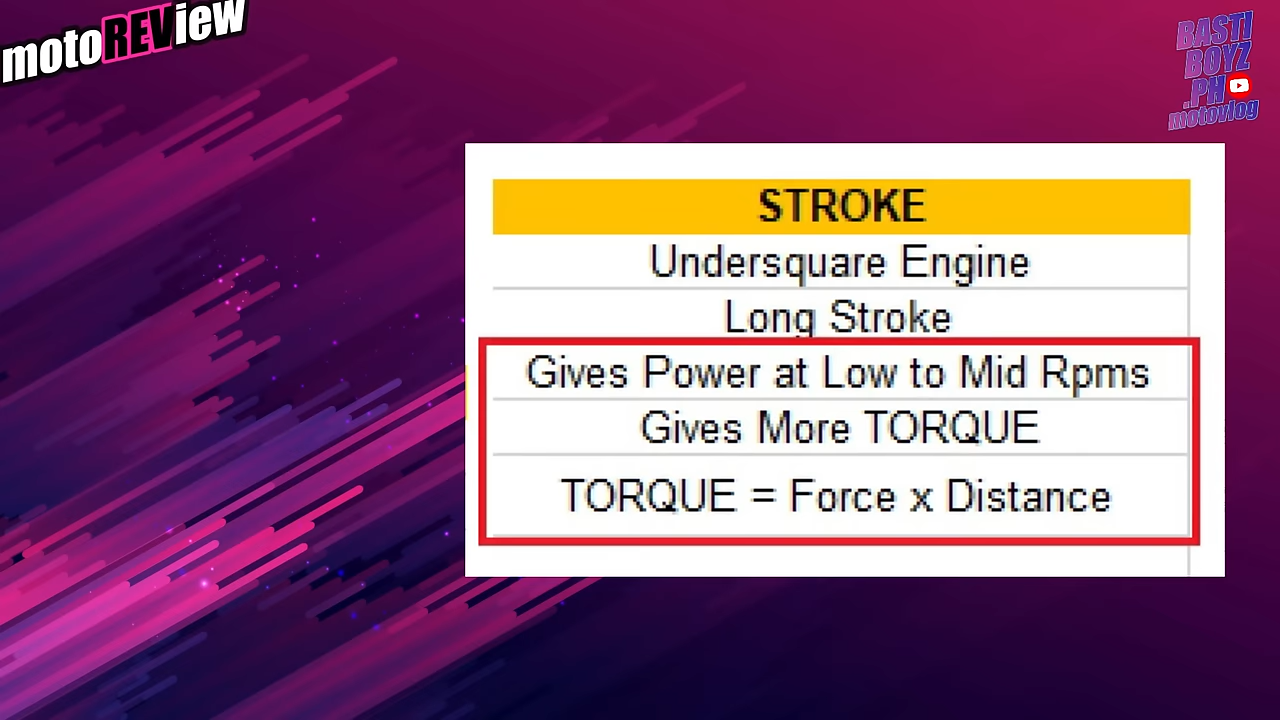 motoREView
BASTI
BOYZ
.PH
motovlog
STROKE
Undersquare Engine
Long Stroke
Gives Power at Low to Mid Rpms
Gives More TORQUE
TORQUE = Force x Distance